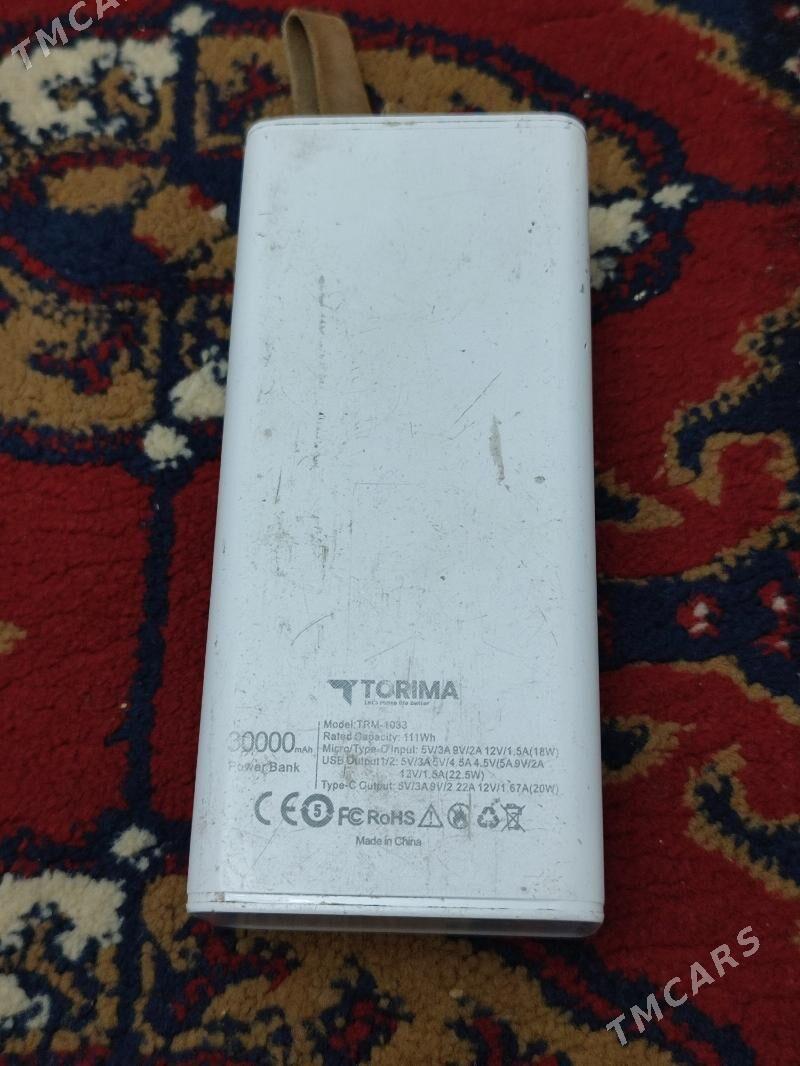 TMCARS
TORIMA
Let's make life better
30000mAh
Power Bank
Model:TRM-1033
Rated Capacity: 111Wh
Micro/Type-C Input: 5V/3A 9V/2A 12V/1.5A(18W)
USB Output1/2: 5V/3A 5V/4.5A 4.5V/5A 9V/2A
12V/1.5A(22.5W)
Type-C Output: 5V/3A 9V/2.22A 12V/1.67A(20W)
CE 5 FC RoHS
Made in China
TMCARS